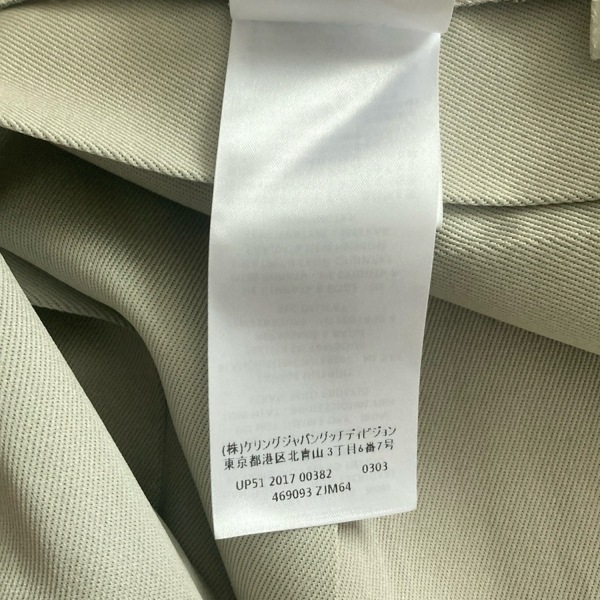 (株)ケリングジャパングッチディビジョン
東京都港区北青山3丁目6番7号
UP51 2017 00382 0303
469093 ZJM64